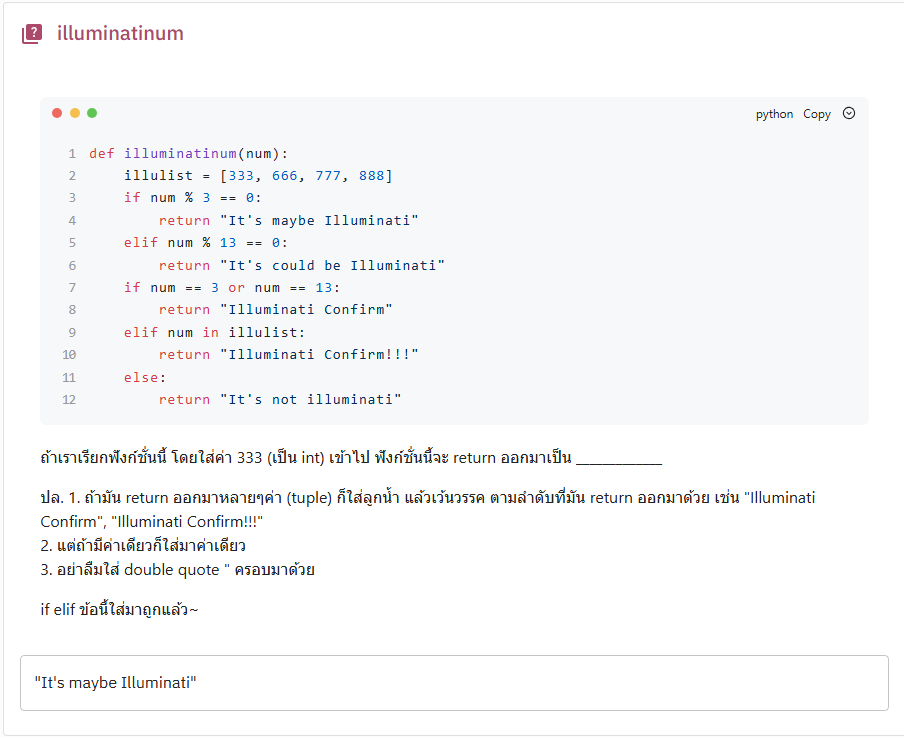 illuminatinum
python Copy
1 def illuminatinum(num):
2     illulist = [333, 666, 777, 888]
3     if num % 3 == 0:
4         return "It's maybe Illuminati"
5     elif num % 13 == 0:
6         return "It's could be Illuminati"
7     if num == 3 or num == 13:
8         return "Illuminati Confirm"
9     elif num in illulist:
10         return "Illuminati Confirm!!!"
11     else:
12         return "It's not illuminati"
ถ้าเราเรียกฟังก์ชั่นนี้ โดยใส่ค่า 333 (เป็น int) เข้าไป ฟังก์ชั่นนี้จะ return ออกมาเป็น _____________
ปล. 1. ถ้ามัน return ออกมาหลายๆค่า (tuple) ก็ใส่ลูกน้ำ แล้วเว้นวรรค ตามลำดับที่มัน return ออกมาด้วย เช่น "Illuminati
Confirm", "Illuminati Confirm!!!"
2. แต่ถ้ามีค่าเดียวก็ใส่มาค่าเดียว
3. อย่าลืมใส่ double quote " ครอบมาด้วย
if elif ข้อนี้ใส่มาถูกแล้ว~
"It's maybe Illuminati"